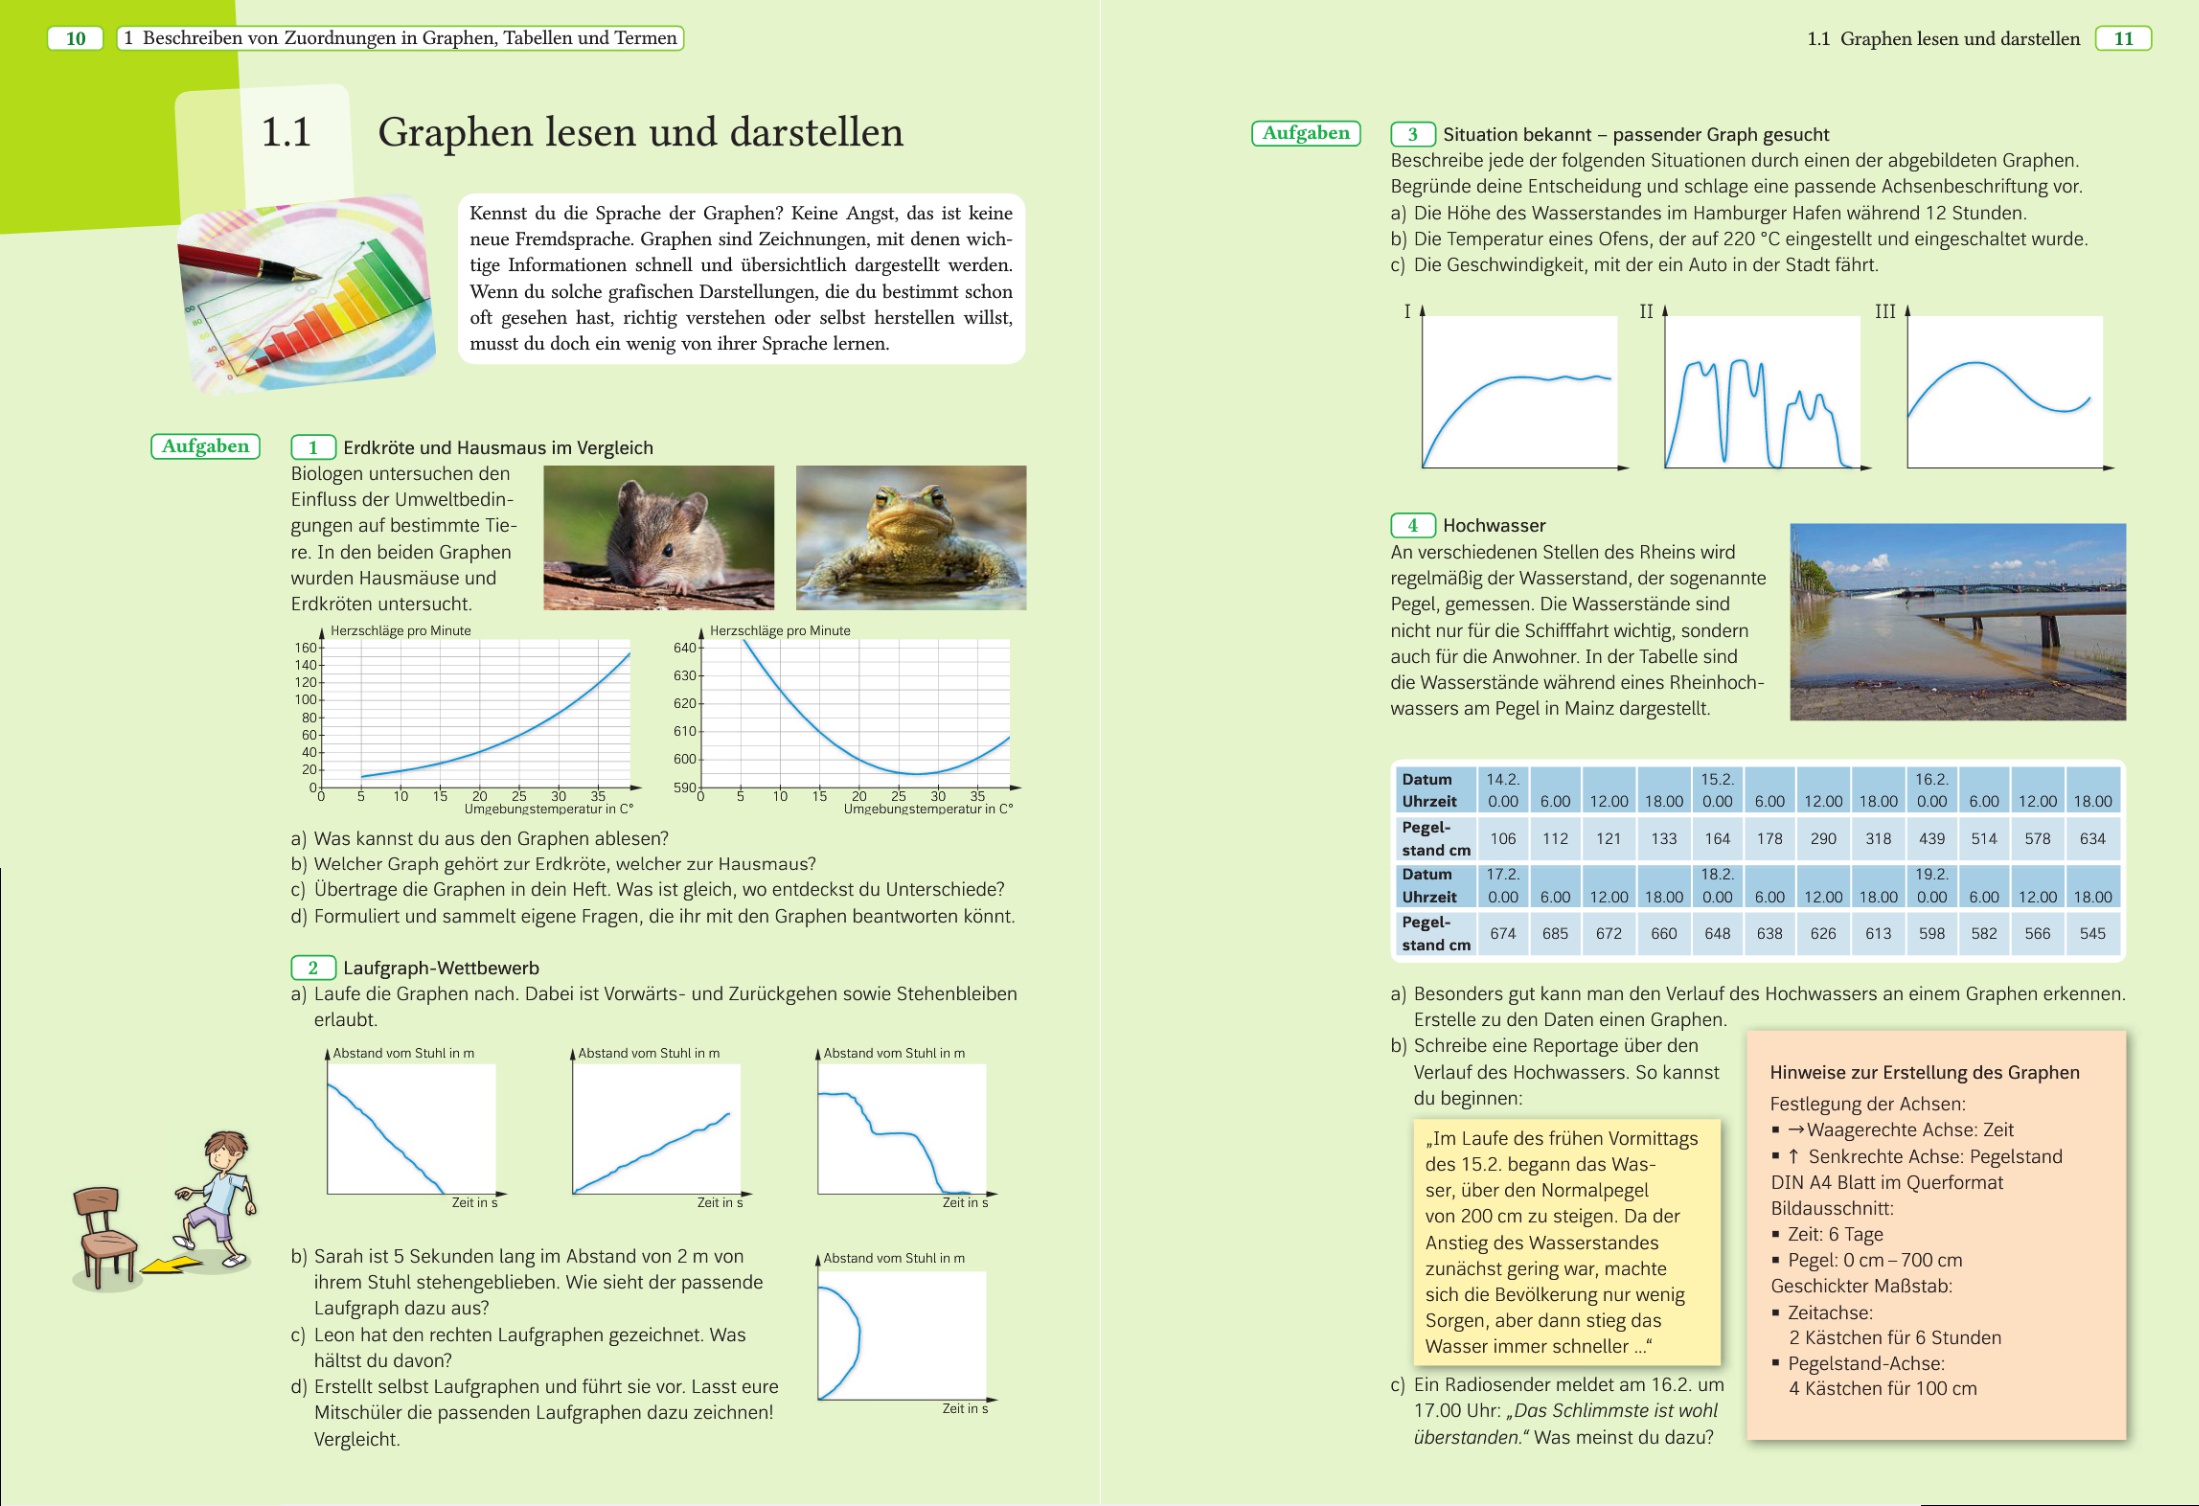 10
1 Beschreiben von Zuordnungen in Graphen, Tabellen und Termen
1.1 Graphen lesen und darstellen
Kennst du die Sprache der Graphen? Keine Angst, das ist keine
neue Fremdsprache. Graphen sind Zeichnungen, mit denen wich-
tige Informationen schnell und übersichtlich dargestellt werden.
Wenn du solche grafischen Darstellungen, die du bestimmt schon
oft gesehen hast, richtig verstehen oder selbst herstellen willst,
musst du doch ein wenig von ihrer Sprache lernen.
Aufgaben
1 Erdkröte und Hausmaus im Vergleich
Biologen untersuchen den
Einfluss der Umweltbedin-
gungen auf bestimmte Tie-
re. In den beiden Graphen
wurden Hausmäuse und
Erdkröten untersucht.
Herzschläge pro Minute
160
140
120
100
80
60
40
20
0
0 5 10 15 20 25 30 35
Umgebungstemperatur in C°
Herzschläge pro Minute
640
630
620
610
600
590
0 5 10 15 20 25 30 35
Umgebungstemperatur in C°
a) Was kannst du aus den Graphen ablesen?
b) Welcher Graph gehört zur Erdkröte, welcher zur Hausmaus?
c) Übertrage die Graphen in dein Heft. Was ist gleich, wo entdeckst du Unterschiede?
d) Formuliert und sammelt eigene Fragen, die ihr mit den Graphen beantworten könnt.
2 Laufgraph-Wettbewerb
a) Laufe die Graphen nach. Dabei ist Vorwärts- und Zurückgehen sowie Stehenbleiben
erlaubt.
Abstand vom Stuhl in m
Zeit in s
Abstand vom Stuhl in m
Zeit in s
Abstand vom Stuhl in m
Zeit in s
b) Sarah ist 5 Sekunden lang im Abstand von 2 m von
ihrem Stuhl stehengeblieben. Wie sieht der passende
Laufgraph dazu aus?
c) Leon hat den rechten Laufgraphen gezeichnet. Was
hältst du davon?
d) Erstellt selbst Laufgraphen und führt sie vor. Lasst eure
Mitschüler die passenden Laufgraphen dazu zeichnen!
Vergleicht.
Abstand vom Stuhl in m
Zeit in s
1.1 Graphen lesen und darstellen
11
Aufgaben
3 Situation bekannt – passender Graph gesucht
Beschreibe jede der folgenden Situationen durch einen der abgebildeten Graphen.
Begründe deine Entscheidung und schlage eine passende Achsenbeschriftung vor.
a) Die Höhe des Wasserstandes im Hamburger Hafen während 12 Stunden.
b) Die Temperatur eines Ofens, der auf 220 °C eingestellt und eingeschaltet wurde.
c) Die Geschwindigkeit, mit der ein Auto in der Stadt fährt.
I
II
III
4 Hochwasser
An verschiedenen Stellen des Rheins wird
regelmäßig der Wasserstand, der sogenannte
Pegel, gemessen. Die Wasserstände sind
nicht nur für die Schifffahrt wichtig, sondern
auch für die Anwohner. In der Tabelle sind
die Wasserstände während eines Rheinhoch-
wassers am Pegel in Mainz dargestellt.
Datum 14.2. 15.2. 16.2.
Uhrzeit 0.00 6.00 12.00 18.00 0.00 6.00 12.00 18.00 0.00 6.00 12.00 18.00
Pegel-
stand cm 106 112 121 133 164 178 290 318 439 514 578 634
Datum 17.2. 18.2. 19.2.
Uhrzeit 0.00 6.00 12.00 18.00 0.00 6.00 12.00 18.00 0.00 6.00 12.00 18.00
Pegel-
stand cm 674 685 672 660 648 638 626 613 598 582 566 545
a) Besonders gut kann man den Verlauf des Hochwassers an einem Graphen erkennen.
Erstelle zu den Daten einen Graphen.
b) Schreibe eine Reportage über den
Verlauf des Hochwassers. So kannst
du beginnen:
„Im Laufe des frühen Vormittags
des 15.2. begann das Was-
ser, über den Normalpegel
von 200 cm zu steigen. Da der
Anstieg des Wasserstandes
zunächst gering war, machte
sich die Bevölkerung nur wenig
Sorgen, aber dann stieg das
Wasser immer schneller ...“
c) Ein Radiosender meldet am 16.2. um
17.00 Uhr: „Das Schlimmste ist wohl
überstanden.“ Was meinst du dazu?
Hinweise zur Erstellung des Graphen
Festlegung der Achsen:
▪ →Waagerechte Achse: Zeit
▪ ↑ Senkrechte Achse: Pegelstand
DIN A4 Blatt im Querformat
Bildausschnitt:
▪ Zeit: 6 Tage
▪ Pegel: 0 cm – 700 cm
Geschickter Maßstab:
▪ Zeitachse:
2 Kästchen für 6 Stunden
▪ Pegelstand-Achse:
4 Kästchen für 100 cm